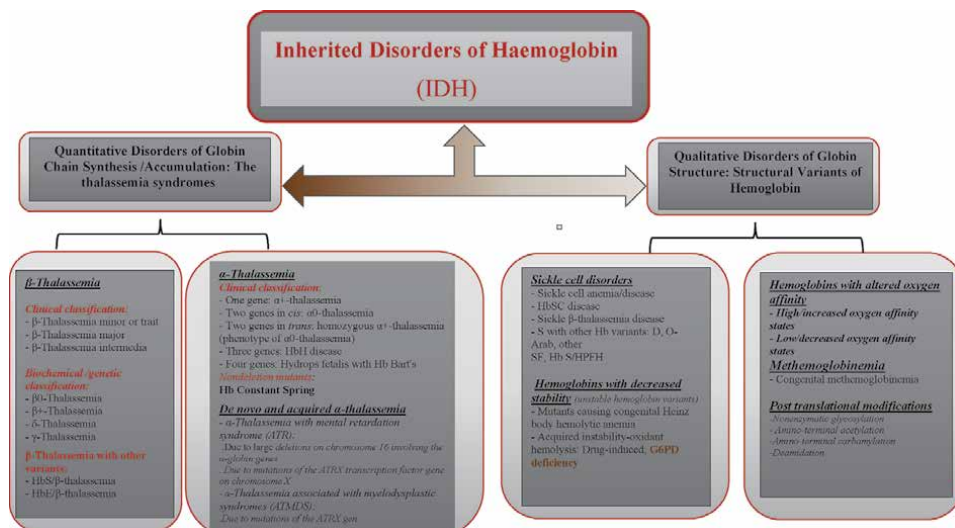 Inherited Disorders of Haemoglobin
(IDH)
Quantitative Disorders of Globin
Chain Synthesis /Accumulation: The
thalassemia syndromes
Qualitative Disorders of Globin
Structure: Structural Variants of
Hemoglobin
β-Thalassemia
Clinical classification:
- β-Thalassemia minor or trait
- β-Thalassemia major
- β-Thalassemia intermedia
Biochemical /genetic
classification:
- β0-Thalassemia
- β+-Thalassemia
- δ-Thalassemia
- γ-Thalassemia
β-Thalassemia with other
variants:
- HbS/β-thalassemia
- HbE/β-thalassemia
α-Thalassemia
Clinical classification:
- One gene: α+-thalassemia
- Two genes in cis: α0-thalassemia
- Two genes in trans: homozygous α+-thalassemia
(phenotype of α0-thalassemia)
- Three genes: HbH disease
- Four genes: Hydrops fetalis with Hb Bart's
Nondeletion mutants:
Hb Constant Spring
De novo and acquired α-thalassemia
- α-Thalassemia with mental retardation
syndrome (ATR):
.Due to large deletions on chromosome 16 involving the
α-globin genes
.Due to mutations of the ATRX transcription factor gene
on chromosome X
- α-Thalassemia associated with myelodysplastic
syndromes (ATMDS):
.Due to mutations of the ATRX gen
Sickle cell disorders
- Sickle cell anemia/disease
- HbSC disease
- Sickle β-thalassemia disease
- S with other Hb variants: D, O-
Arab, other
SF, Hb S/HPFH
Hemoglobins with decreased
stability (unstable hemoglobin variants)
- Mutants causing congenital Heinz
body hemolytic anemia
- Acquired instability-oxidant
hemolysis: Drug-induced, G6PD
deficiency
Hemoglobins with altered oxygen
affinity
- High/increased oxygen affinity
states
- Low/decreased oxygen affinity
states
Methemoglobinemia
- Congenital methemoglobinemia
Post translational modifications
- Nonenzymatic glycosylation
- Amino-terminal acetylation
- Amino-terminal carbamylation
- Deamidation